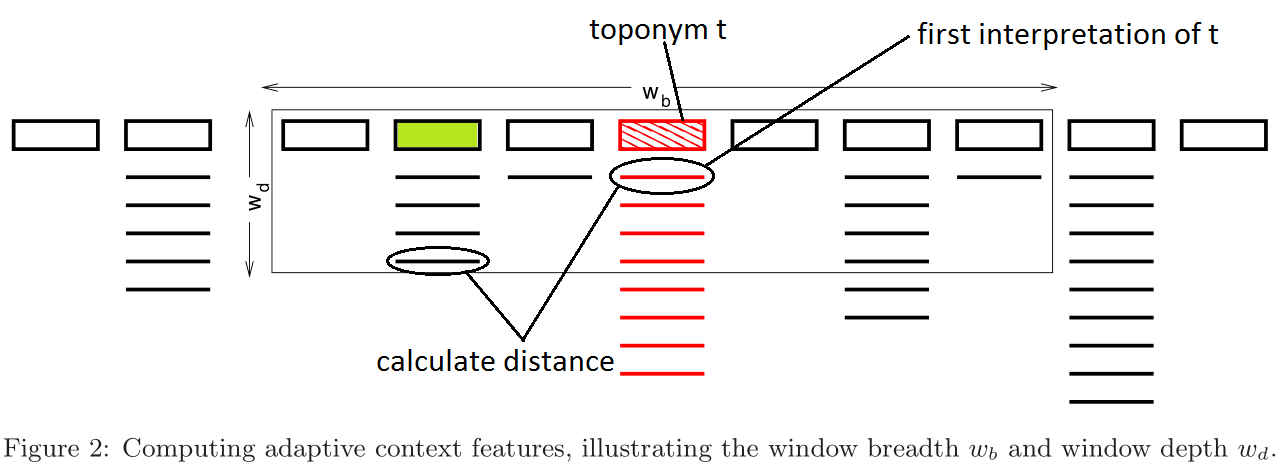 toponym t
first interpretation of t
w_b
w_d
calculate distance
Figure 2: Computing adaptive context features, illustrating the window breadth w_b and window depth w_d.